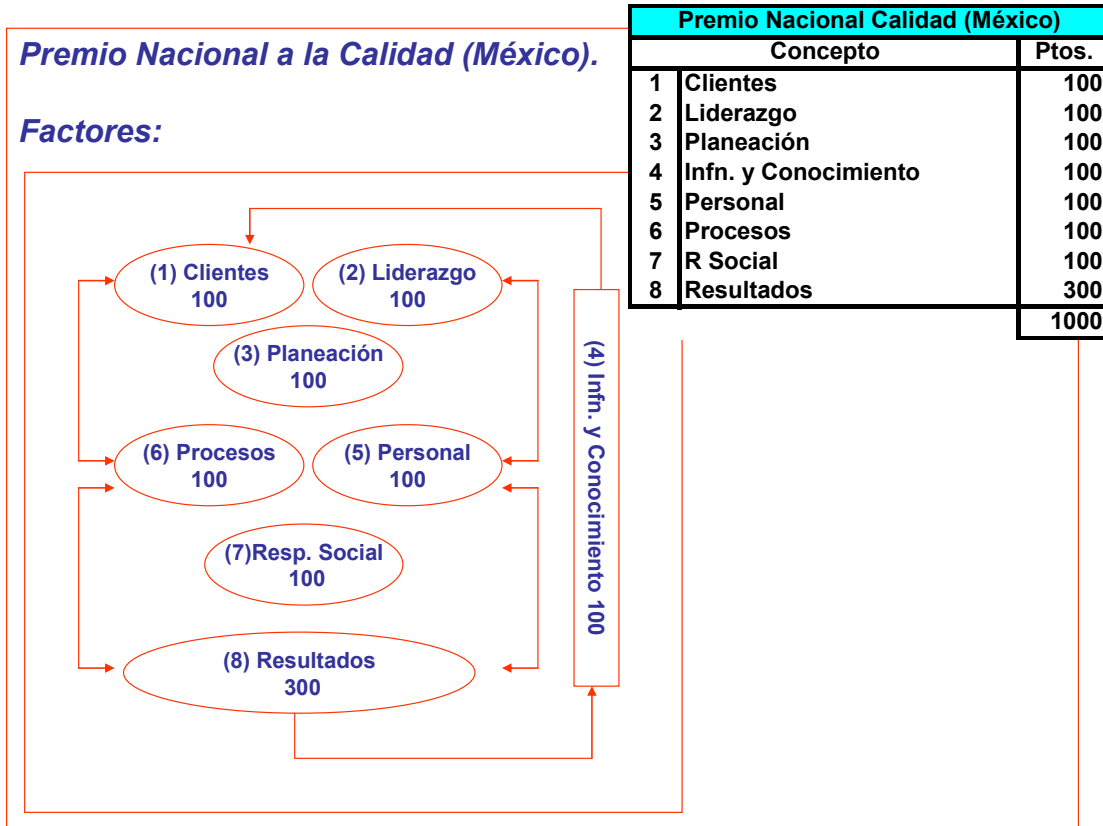 Premio Nacional a la Calidad (México).
Factores:
Premio Nacional Calidad (México)
Concepto Ptos.
1 Clientes 100
2 Liderazgo 100
3 Planeación 100
4 Infn. y Conocimiento 100
5 Personal 100
6 Procesos 100
7 R Social 100
8 Resultados 300
1000
(1) Clientes
100
(2) Liderazgo
100
(3) Planeación
100
(6) Procesos
100
(5) Personal
100
(7)Resp. Social
100
(8) Resultados
300
(4) Infn. y Conocimiento 100